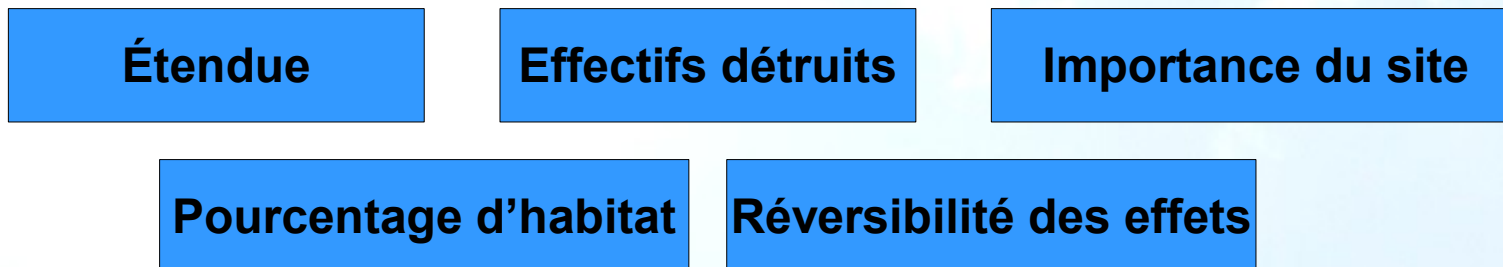 Étendue
Effectifs détruits
Importance du site
Pourcentage d’habitat
Réversibilité des effets